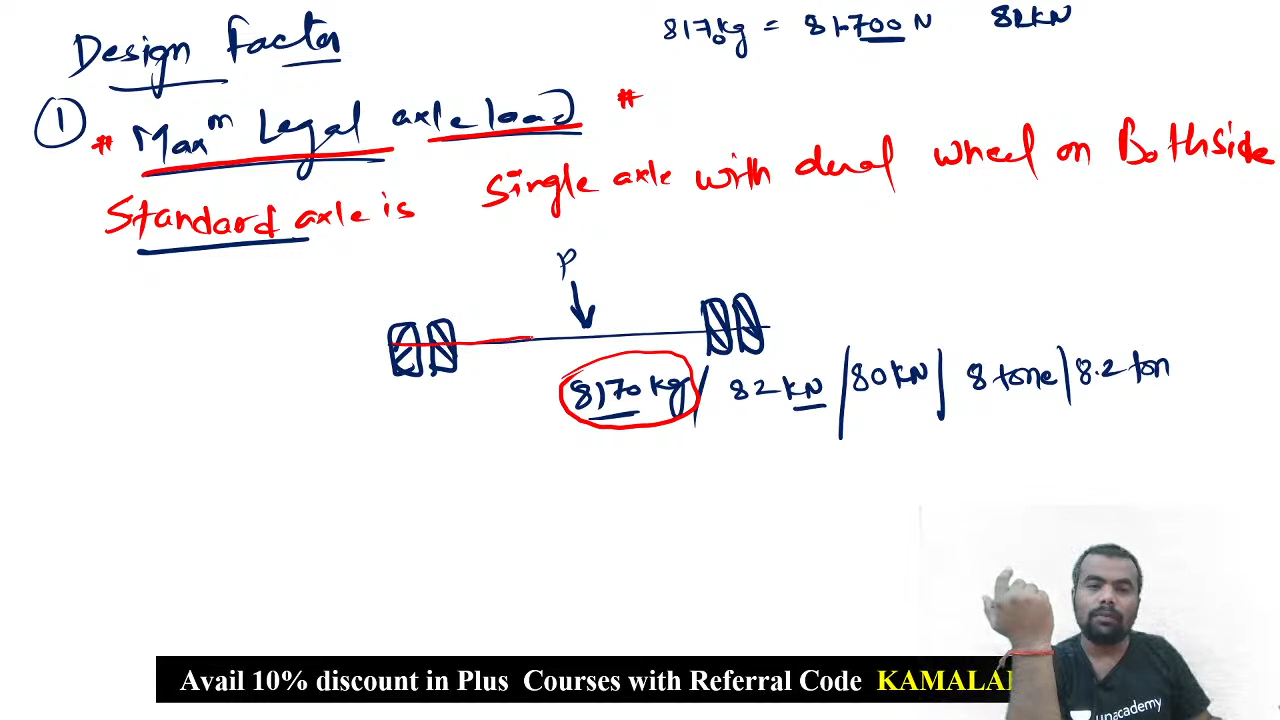 Design Factor
8170kg = 81700 N 82kN
① * Maxᵐ Legal axle load *
Standard axle is Single axle with dual wheel on Bothside
P
8170 kg / 82 kN / 80 kN / 8 tone / 8.2 ton
Avail 10% discount in Plus Courses with Referral Code KAMALA
unacademy